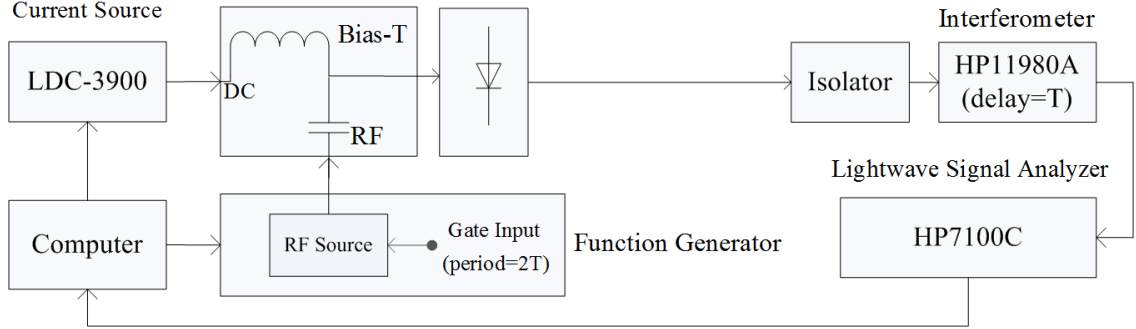 Current Source
LDC-3900
Bias-T
DC
RF
Isolator
Interferometer
HP11980A
(delay=T)
Lightwave Signal Analyzer
HP7100C
Computer
RF Source
Gate Input
(period=2T)
Function Generator